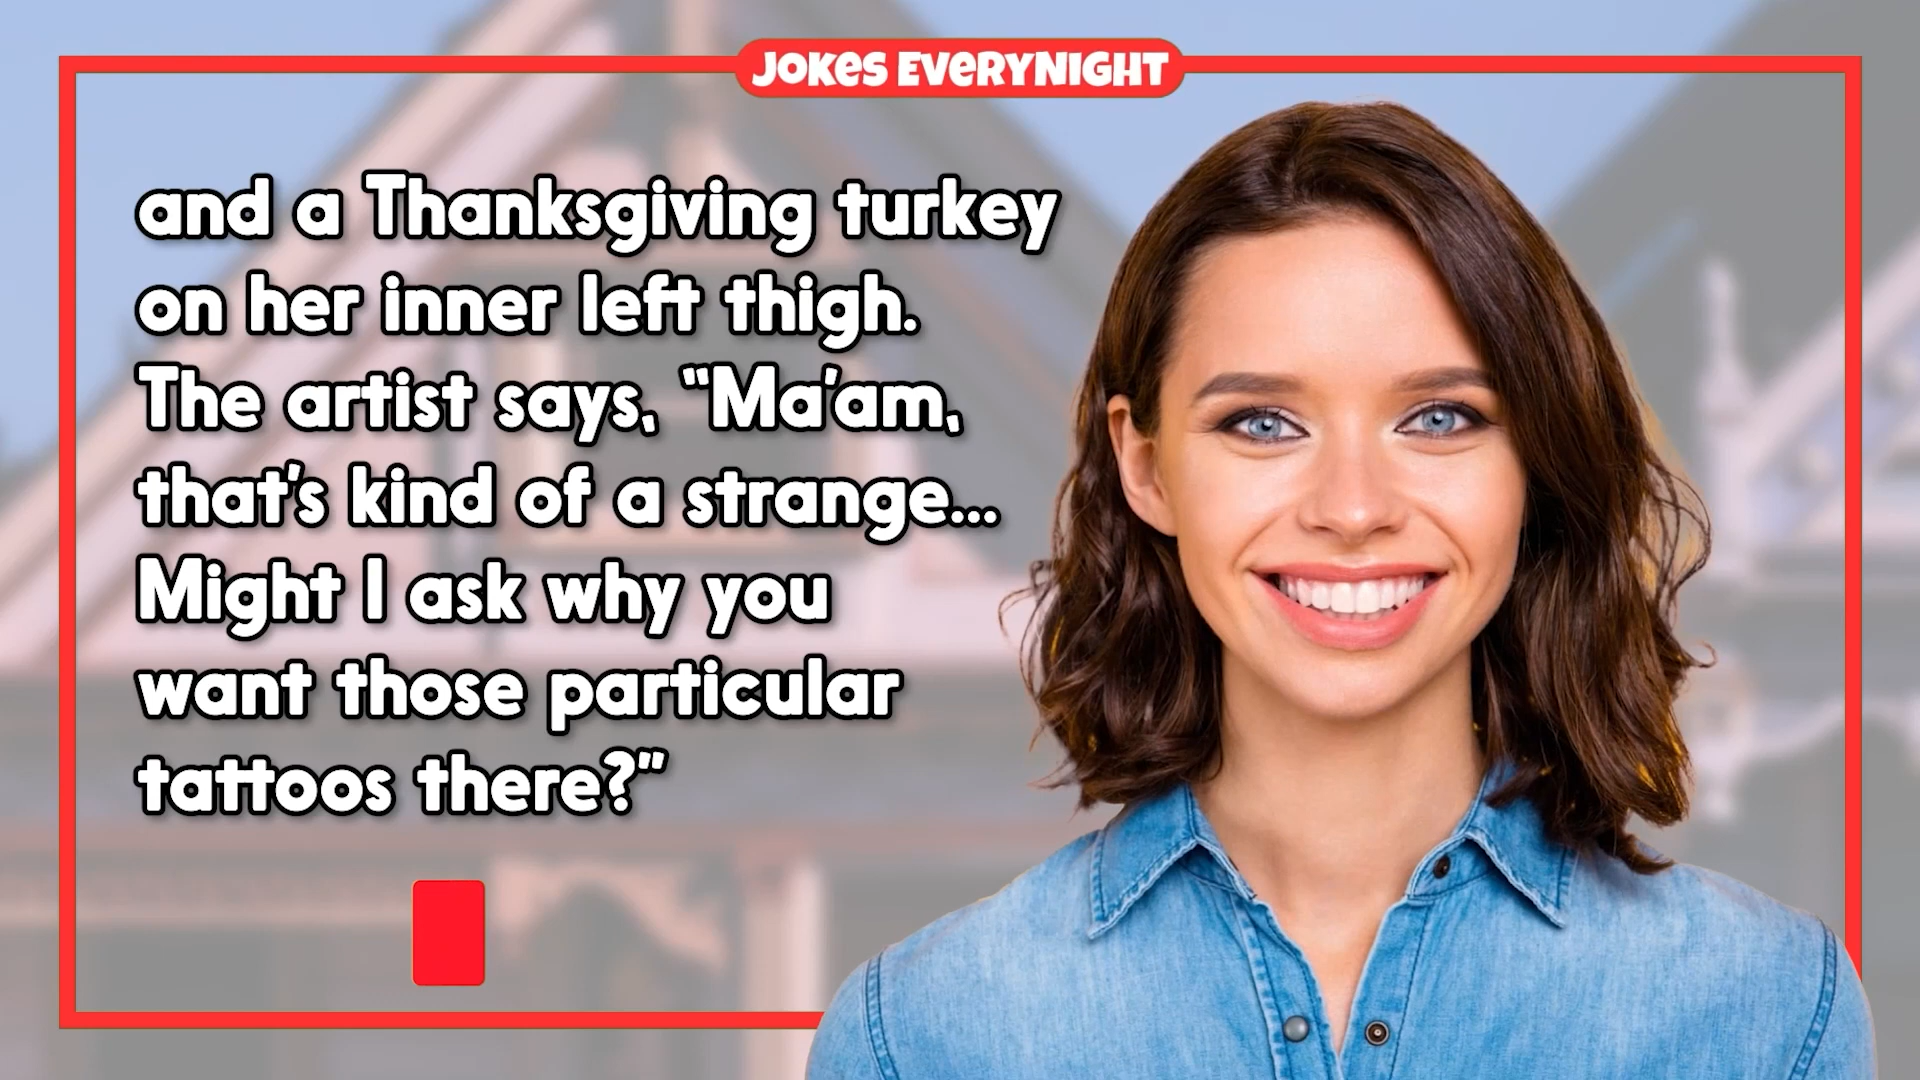 JOKES EVERYNIGHT
and a Thanksgiving turkey
on her inner left thigh.
The artist says, "Ma'am,
that's kind of a strange...
Might I ask why you
want those particular
tattoos there?"